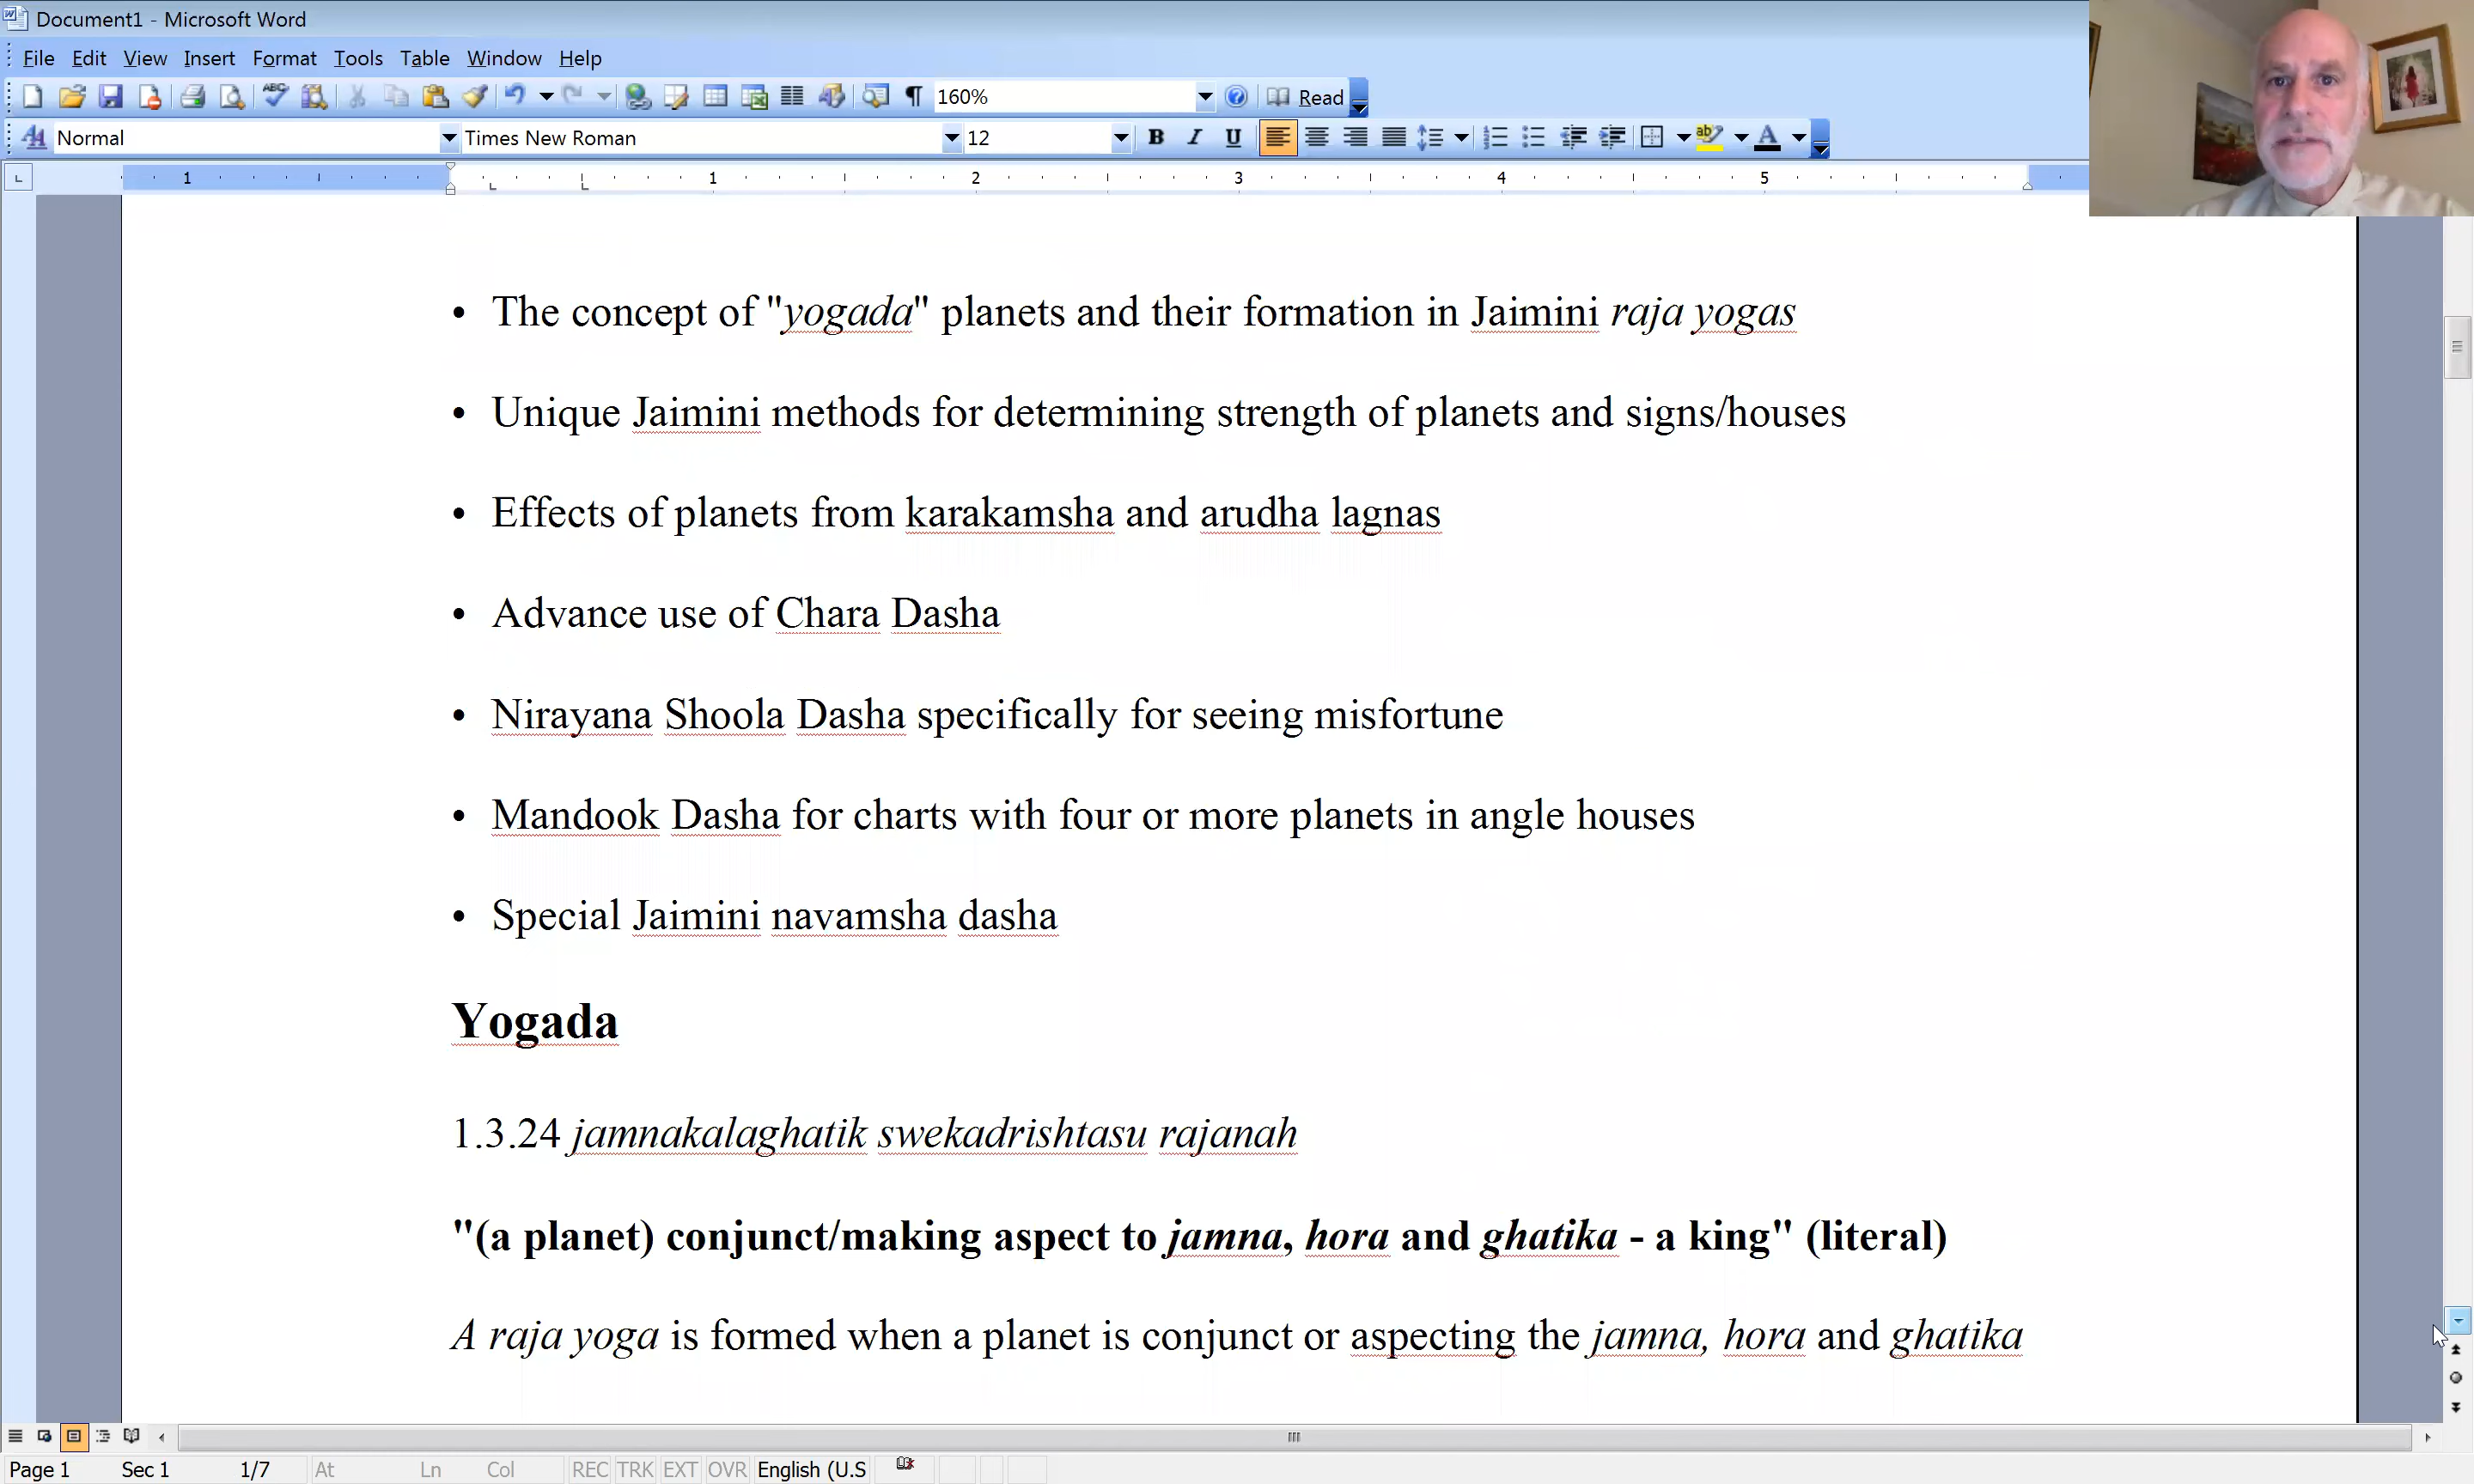 Document1 - Microsoft Word
File Edit View Insert Format Tools Table Window Help
160% Read
Normal Times New Roman 12 B I U
1 1 2 3 4 5
• The concept of "yogada" planets and their formation in Jaimini raja yogas
• Unique Jaimini methods for determining strength of planets and signs/houses
• Effects of planets from karakamsha and arudha lagnas
• Advance use of Chara Dasha
• Nirayana Shoola Dasha specifically for seeing misfortune
• Mandook Dasha for charts with four or more planets in angle houses
• Special Jaimini navamsha dasha
Yogada
1.3.24 jamnakalaghatik swekadrishtasu rajanah
"(a planet) conjunct/making aspect to jamna, hora and ghatika - a king" (literal)
A raja yoga is formed when a planet is conjunct or aspecting the jamna, hora and ghatika
Page 1 Sec 1 1/7 At Ln Col REC TRK EXT OVR English (U.S